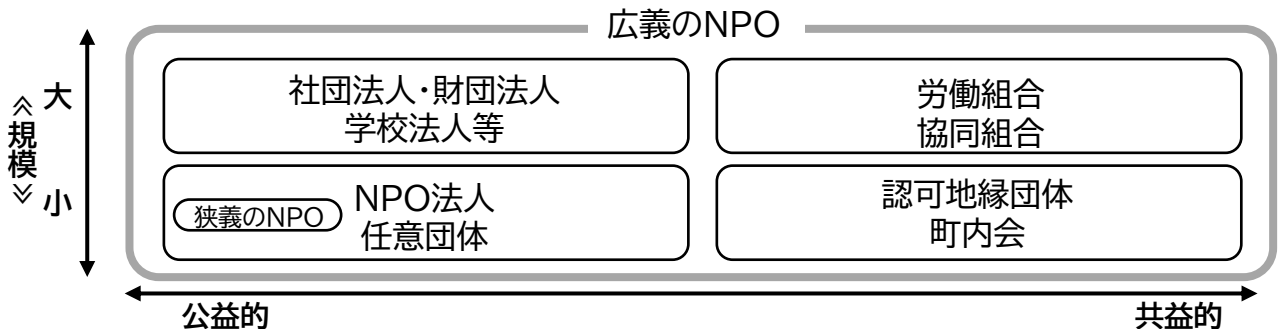 広義のNPO
大
≪規模≫
小
社団法人・財団法人
学校法人等
労働組合
協同組合
狭義のNPO
NPO法人
任意団体
認可地縁団体
町内会
公益的
共益的